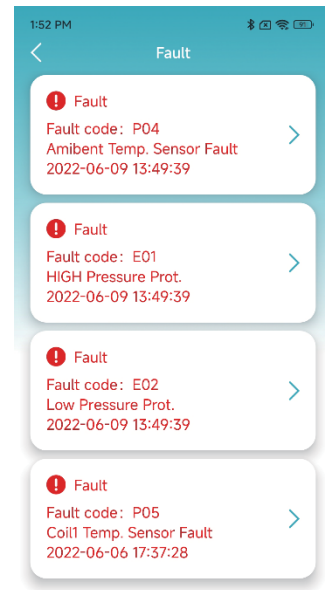 1:52 PM
Fault
Fault
Fault code: P04
Amibent Temp. Sensor Fault
2022-06-09 13:49:39
Fault
Fault code: E01
HIGH Pressure Prot.
2022-06-09 13:49:39
Fault
Fault code: E02
Low Pressure Prot.
2022-06-09 13:49:39
Fault
Fault code: P05
Coil1 Temp. Sensor Fault
2022-06-06 17:37:28